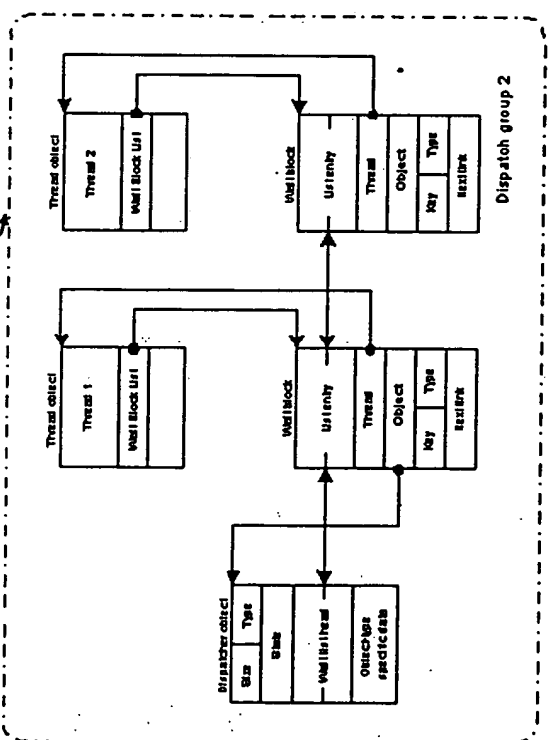 Thread object
Thread 1
Wait Block List
Thread object
Thread 2
Wait Block List
Dispatcher object
Size Type
State
Wait list head
Object-type
specific data
Wait block
List entry
Thread
Object
Key Type
Next link
Wait block
List entry
Thread
Object
Key Type
Next link
Dispatch group 2